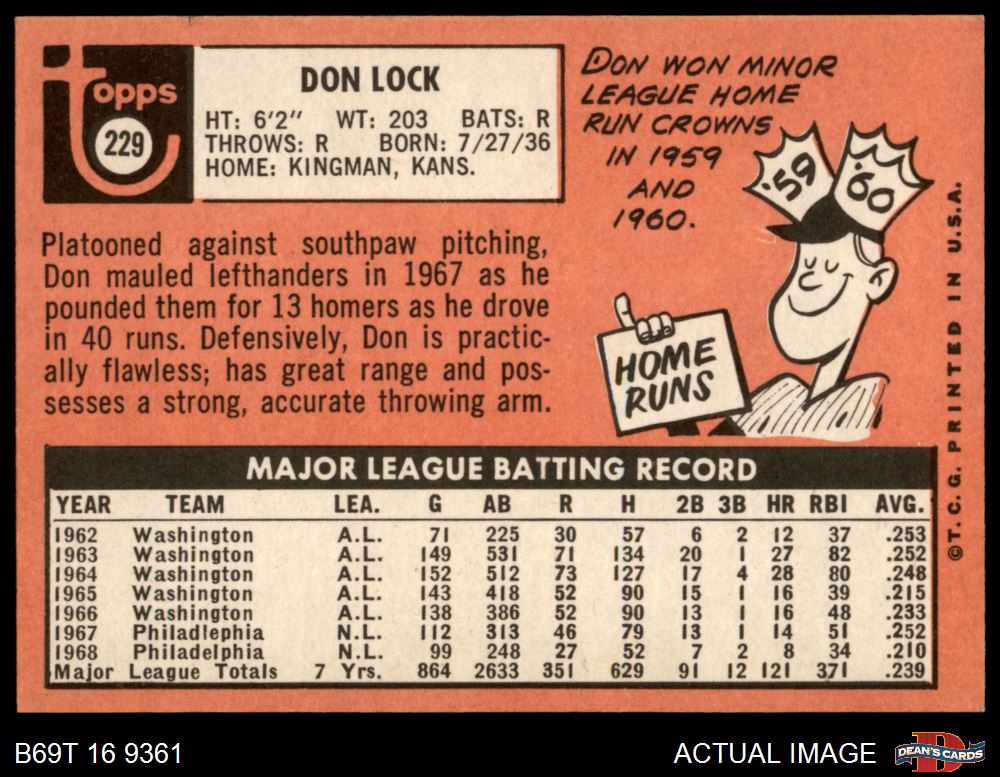 Topps
229
DON LOCK
HT: 6'2" WT: 203 BATS: R
THROWS: R BORN: 7/27/36
HOME: KINGMAN, KANS.
Platooned against southpaw pitching,
Don mauled lefthanders in 1967 as he
pounded them for 13 homers as he drove
in 40 runs. Defensively, Don is practic-
ally flawless; has great range and pos-
sesses a strong, accurate throwing arm.
DON WON MINOR
LEAGUE HOME
RUN CROWNS
IN 1959
AND
1960.
'59
'60
HOME
RUNS
MAJOR LEAGUE BATTING RECORD
YEAR TEAM LEA. G AB R H 2B 3B HR RBI AVG.
1962 Washington A.L. 71 225 30 57 6 2 12 37 .253
1963 Washington A.L. 149 531 71 134 20 1 27 82 .252
1964 Washington A.L. 152 512 73 127 17 4 28 80 .248
1965 Washington A.L. 143 418 52 90 15 1 16 39 .215
1966 Washington A.L. 138 386 52 90 13 1 16 48 .233
1967 Philadlephia N.L. 112 313 46 79 13 1 14 51 .252
1968 Philadelphia N.L. 99 248 27 52 7 2 8 34 .210
Major League Totals 7 Yrs. 864 2633 351 629 91 12 121 371 .239
©T.C.G. PRINTED IN U.S.A.
B69T 16 9361
ACTUAL IMAGE
D
DEAN'S CARDS